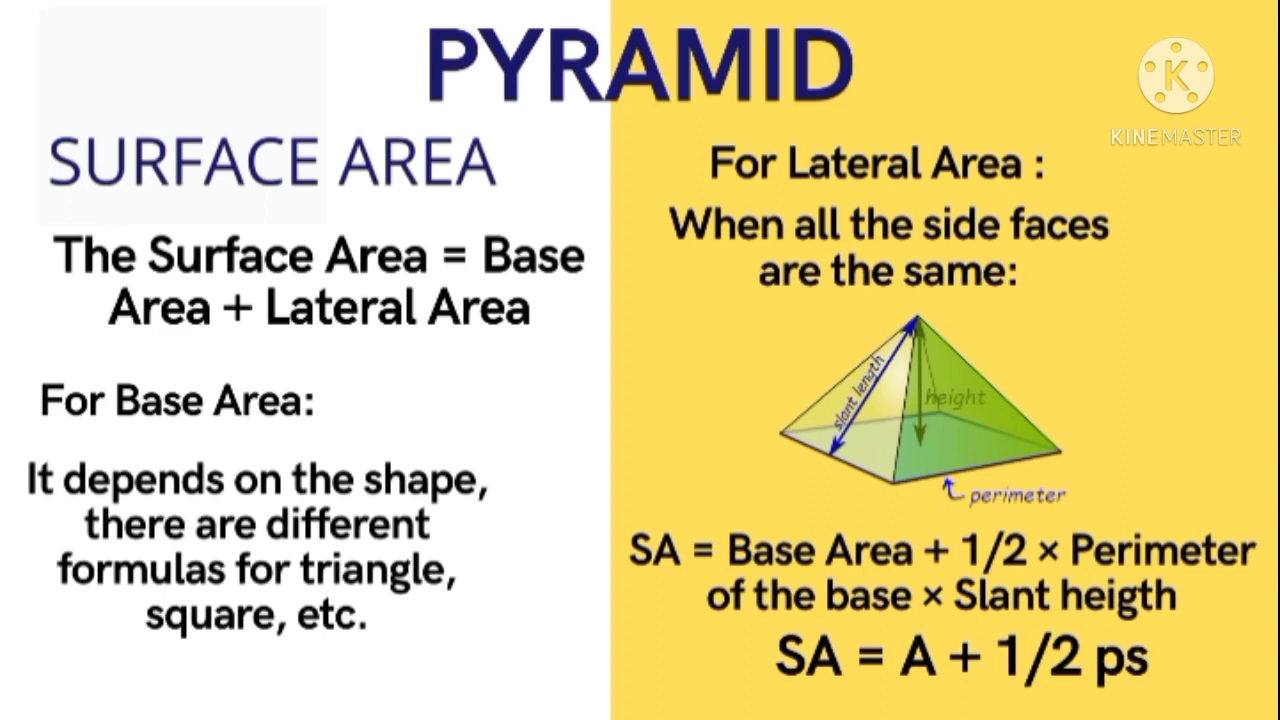 PYRAMID
SURFACE AREA
The Surface Area = Base
Area + Lateral Area
For Base Area:
It depends on the shape,
there are different
formulas for triangle,
square, etc.
K
KINEMASTER
For Lateral Area :
When all the side faces
are the same:
slant length
height
perimeter
SA = Base Area + 1/2 × Perimeter
of the base × Slant heigth
SA = A + 1/2 ps